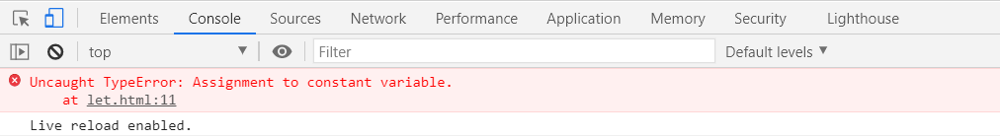 Elements Console Sources Network Performance Application Memory Security Lighthouse
top Filter Default levels
Uncaught TypeError: Assignment to constant variable.
at let.html:11
Live reload enabled.